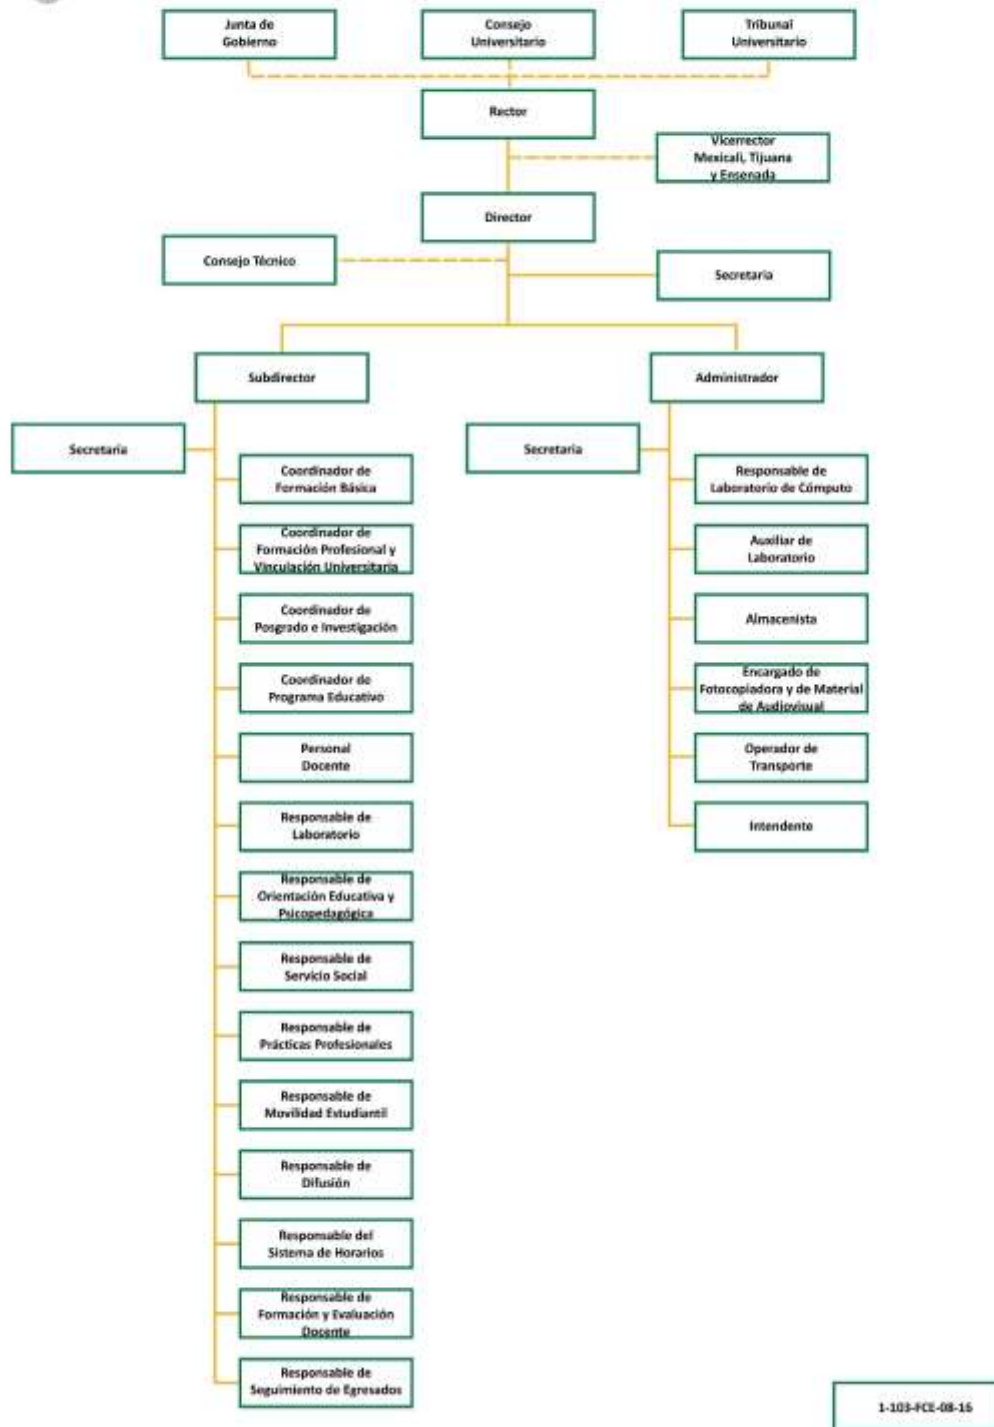 Junta de
Gobierno
Consejo
Universitario
Tribunal
Universitario
Rector
Vicerrector
Mexicali, Tijuana
y Ensenada
Director
Consejo Técnico
Secretaria
Subdirector
Administrador
Secretaria
Secretaria
Coordinador de
Formación Básica
Coordinador de
Formación Profesional y
Vinculación Universitaria
Coordinador de
Posgrado e Investigación
Coordinador de
Programa Educativo
Personal
Docente
Responsable de
Laboratorio
Responsable de
Orientación Educativa y
Psicopedagógica
Responsable de
Servicio Social
Responsable de
Prácticas Profesionales
Responsable de
Movilidad Estudiantil
Responsable de
Difusión
Responsable del
Sistema de Horarios
Responsable de
Formación y Evaluación
Docente
Responsable de
Seguimiento de Egresados
Responsable de
Laboratorio de Cómputo
Auxiliar de
Laboratorio
Almacenista
Encargado de
Fotocopiadora y de Material
de Audiovisual
Operador de
Transporte
Intendente
1-103-FCE-08-16